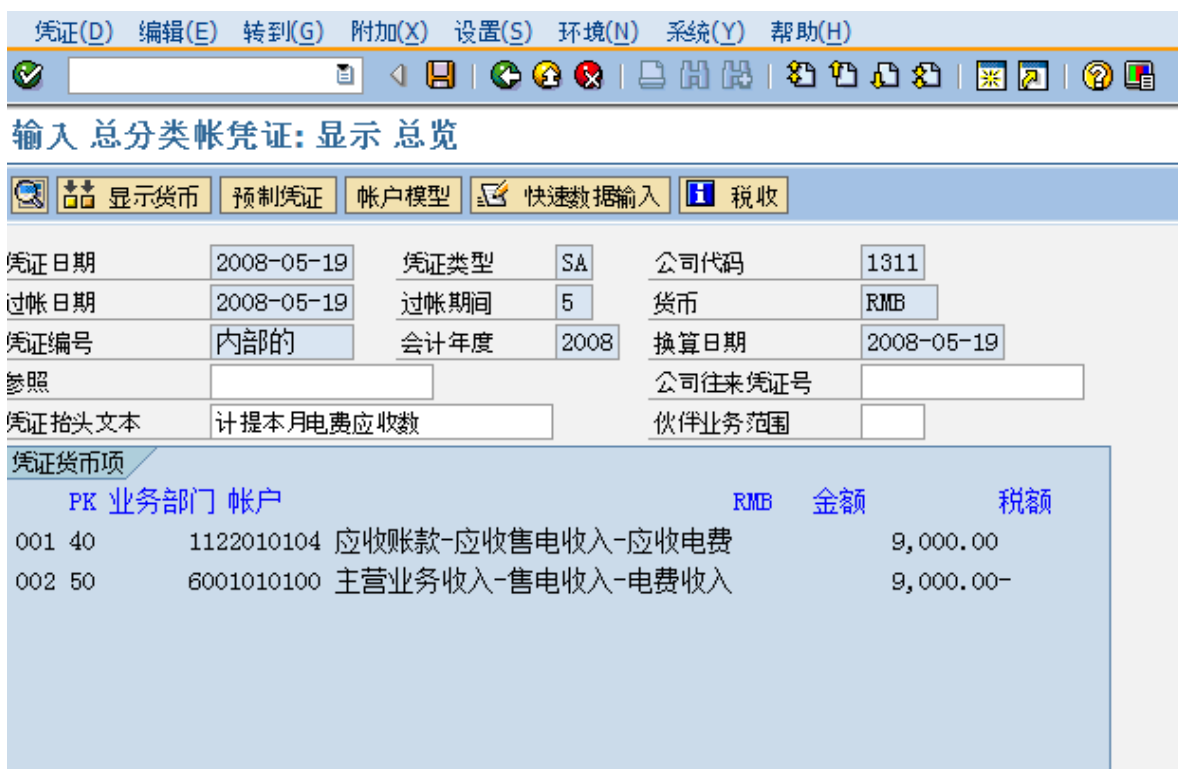 凭证(D) 编辑(E) 转到(G) 附加(X) 设置(S) 环境(N) 系统(Y) 帮助(H)
输入 总分类帐凭证: 显示 总览
显示货币 预制凭证 帐户模型 快速数据输入 税收
凭证日期 2008-05-19 凭证类型 SA 公司代码 1311
过帐日期 2008-05-19 过帐期间 5 货币 RMB
凭证编号 内部的 会计年度 2008 换算日期 2008-05-19
参照 公司往来凭证号
凭证抬头文本 计提本月电费应收数 伙伴业务范围
凭证货币项
PK 业务部门 帐户 RMB 金额 税额
001 40 1122010104 应收账款-应收售电收入-应收电费 9,000.00
002 50 6001010100 主营业务收入-售电收入-电费收入 9,000.00-